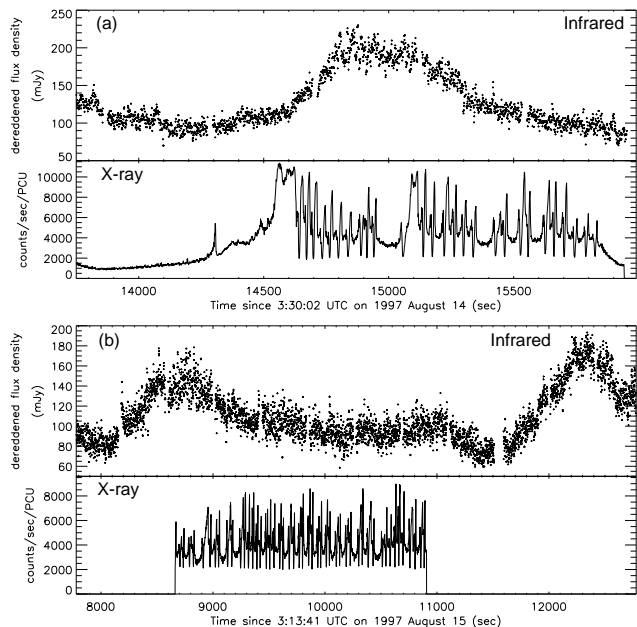 (a)
Infrared
dereddened flux density
(mJy)
250
200
150
100
50
X-ray
counts/sec/PCU
10000
8000
6000
4000
2000
0
14000
14500
15000
15500
Time since 3:30:02 UTC on 1997 August 14 (sec)
(b)
Infrared
dereddened flux density
(mJy)
200
180
160
140
120
100
80
60
X-ray
counts/sec/PCU
8000
6000
4000
2000
0
8000
9000
10000
11000
12000
Time since 3:13:41 UTC on 1997 August 15 (sec)